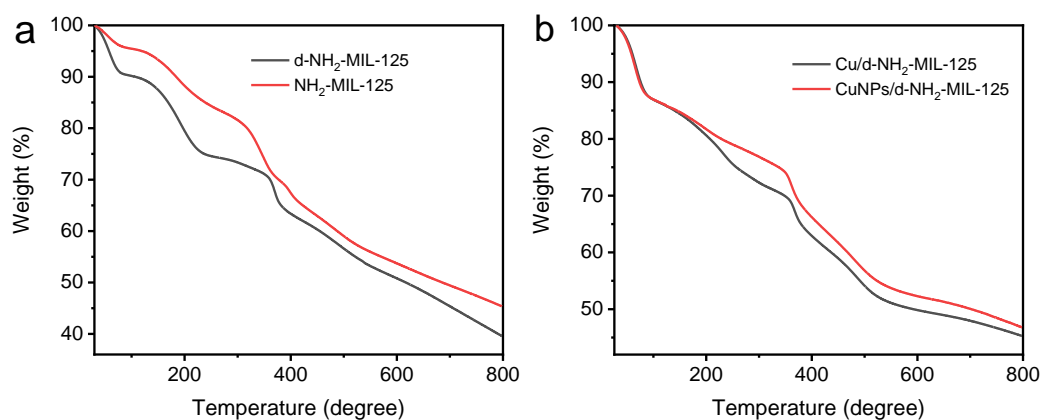 a
d-NH₂-MIL-125
NH₂-MIL-125
Weight (%)
100
90
80
70
60
50
40
200
400
600
800
Temperature (degree)
b
Cu/d-NH₂-MIL-125
CuNPs/d-NH₂-MIL-125
Weight (%)
100
90
80
70
60
50
200
400
600
800
Temperature (degree)